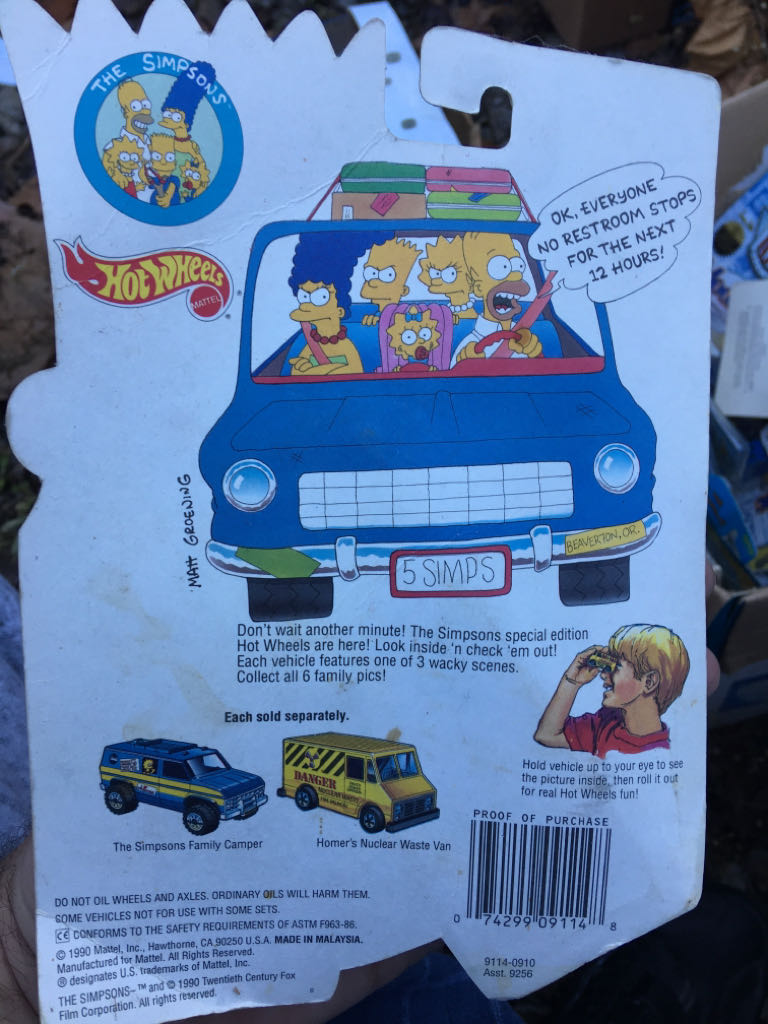 THE SIMPSONS™
Hot Wheels®
MATTEL
OK, EVERYONE
NO RESTROOM STOPS
FOR THE NEXT
12 HOURS!
MATT GROENING
BEAVERTON, OR.
5 SIMPS
Don't wait another minute! The Simpsons special edition
Hot Wheels are here! Look inside 'n check 'em out!
Each vehicle features one of 3 wacky scenes.
Collect all 6 family pics!
Each sold separately.
DANGER
NUCLEAR WASTE
The Simpsons Family Camper
Homer's Nuclear Waste Van
Hold vehicle up to your eye to see
the picture inside, then roll it out
for real Hot Wheels fun!
PROOF OF PURCHASE
0 74299 09114 8
9114-0910
Asst. 9256
DO NOT OIL WHEELS AND AXLES. ORDINARY OILS WILL HARM THEM.
SOME VEHICLES NOT FOR USE WITH SOME SETS.
CE CONFORMS TO THE SAFETY REQUIREMENTS OF ASTM F963-86.
© 1990 Mattel, Inc., Hawthorne, CA 90250 U.S.A. MADE IN MALAYSIA.
Manufactured for Mattel. All Rights Reserved.
® designates U.S. trademarks of Mattel, Inc.
THE SIMPSONS™ TM and © 1990 Twentieth Century Fox
Film Corporation. All rights reserved.